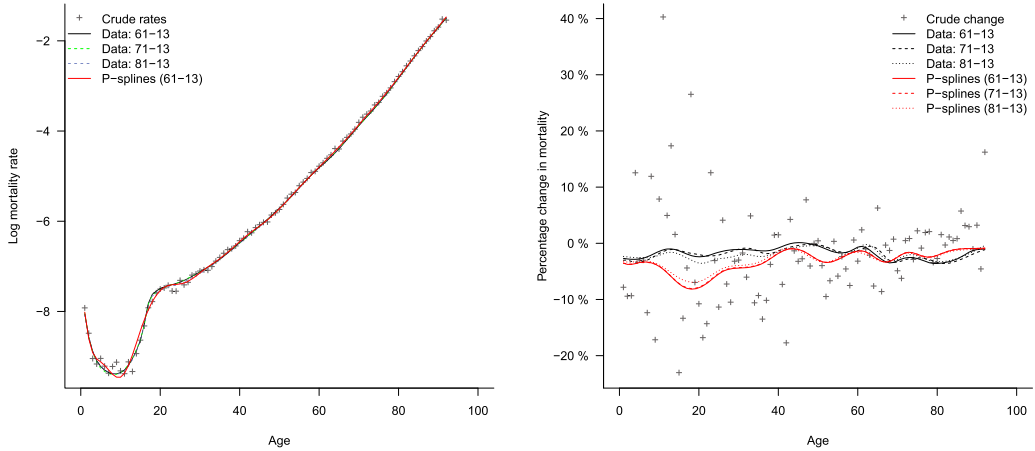 Crude rates
Data: 61−13
Data: 71−13
Data: 81−13
P−splines (61−13)
Log mortality rate
−2
−4
−6
−8
0 20 40 60 80 100
Age
Crude change
Data: 61−13
Data: 71−13
Data: 81−13
P−splines (61−13)
P−splines (71−13)
P−splines (81−13)
Percentage change in mortality
40 %
30 %
20 %
10 %
0 %
−10 %
−20 %
0 20 40 60 80 100
Age